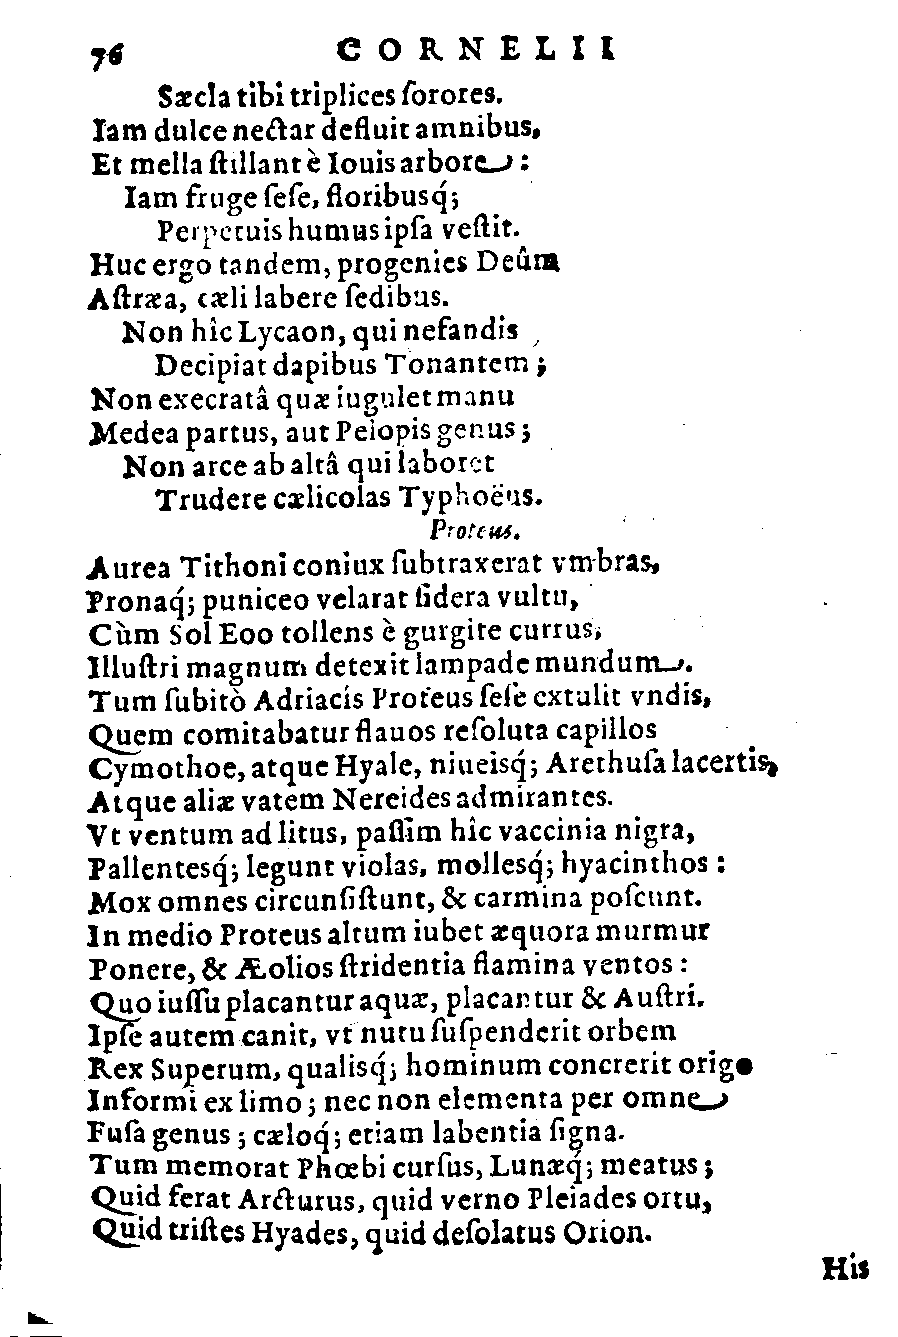 76 CORNELII
Sæcla tibi triplices ſorores.
Iam dulce nectar defluit amnibus,
Et mella ſtillant è Iouis arbore :
Iam fruge ſeſe, floribusq́;
Perpetuis humus ipſa veſtit.
Huc ergo tandem, progenies Deûm
Aſtræa, cæli labere ſedibus.
Non hîc Lycaon, qui nefandis
Decipiat dapibus Tonantem ;
Non execratâ quæ iugulet manu
Medea partus, aut Pelopis genus ;
Non arce ab altâ qui laboret
Trudere cælicolas Typhoëus.
Proteus.
Aurea Tithoni coniux ſubtraxerat vmbras,
Pronaq́; puniceo velarat ſidera vultu,
Cùm Sol Eoo tollens è gurgite currus,
Illuſtri magnum detexit lampade mundum.
Tum ſubitò Adriacis Proteus ſeſe extulit vndis,
Quem comitabatur flauos reſoluta capillos
Cymothoe, atque Hyale, niueisq́; Arethuſa lacertis,
Atque aliæ vatem Nereides admirantes.
Vt ventum ad litus, paſſim hîc vaccinia nigra,
Pallentesq́; legunt violas, mollesq́; hyacinthos :
Mox omnes circunſiſtunt, & carmina poſcunt.
In medio Proteus altum iubet æquora murmur
Ponere, & Æolios ſtridentia flamina ventos :
Quo iuſſu placantur aquæ, placantur & Auſtri.
Ipſe autem canit, vt nutu ſuſpenderit orbem
Rex Superum, qualisq́; hominum concrerit origo
Informi ex limo ; nec non elementa per omne
Fuſa genus ; cæloq́; etiam labentia ſigna.
Tum memorat Phœbi curſus, Lunæq́; meatus ;
Quid ferat Arcturus, quid verno Pleiades ortu,
Quid triſtes Hyades, quid deſolatus Orion.
His